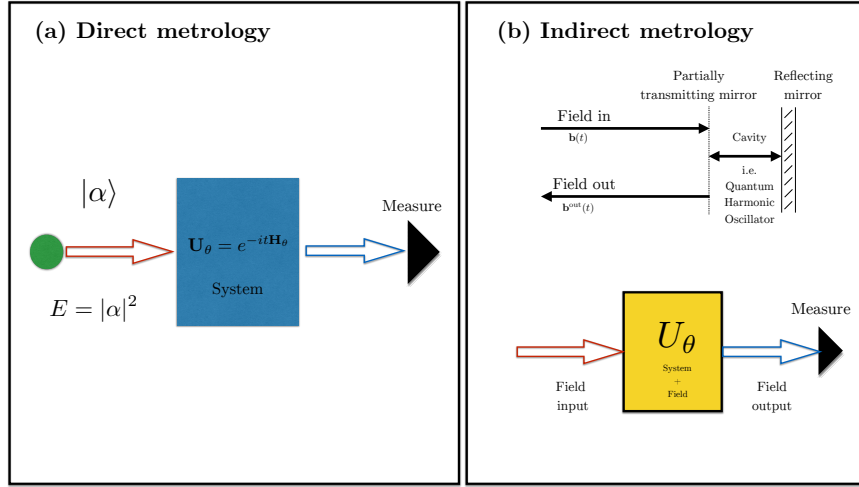 (a) Direct metrology
|α⟩
E = |α|²
𝐔_θ = e^{−it𝐇_θ}
System
Measure
(b) Indirect metrology
Partially
transmitting mirror
Reflecting
mirror
Field in
b(t)
Cavity
i.e.
Quantum
Harmonic
Oscillator
Field out
b^out(t)
U_θ
System
+
Field
Measure
Field
input
Field
output